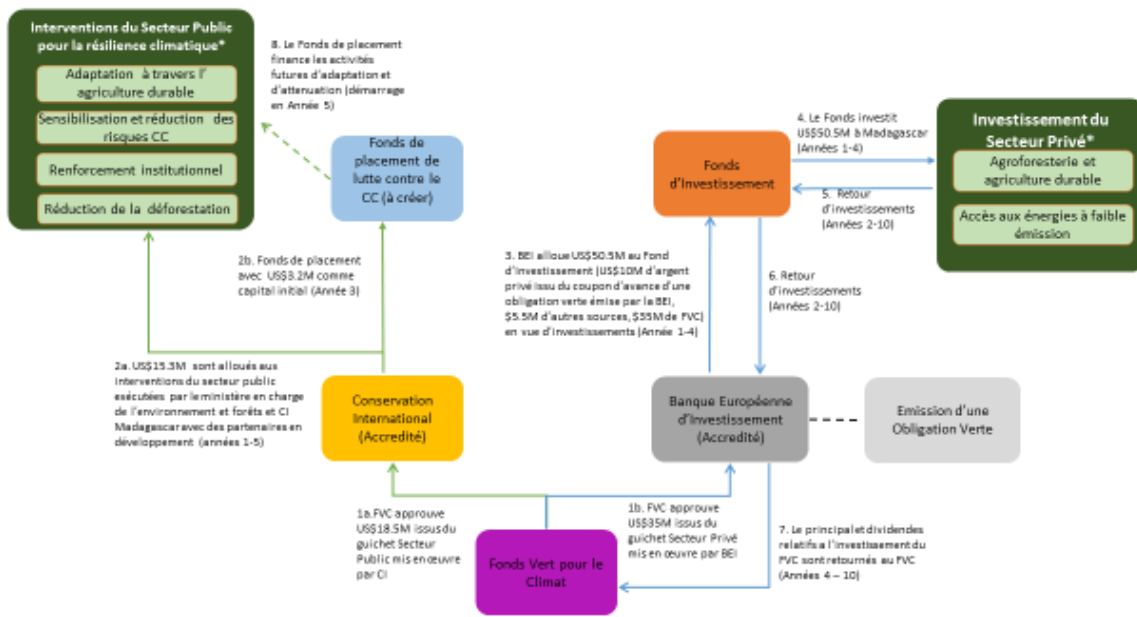 Interventions du Secteur Public
pour la résilience climatique*
Adaptation à travers l'
agriculture durable
Sensibilisation et réduction des
risques CC
Renforcement institutionnel
Réduction de la déforestation
8. Le Fonds de placement
finance les activités
futures d'adaptation et
d'attenuation (démarrage
en Année 5)
Fonds de
placement de
lutte contre le
CC (à créer)
Fonds
d'Investissement
4. Le Fonds investit
US$50.5M à Madagascar
(Années 1-4)
5. Retour
d'investissements
(Années 2-10)
Investissement du
Secteur Privé*
Agroforesterie et
agriculture durable
Accès aux énergies à faible
émission
2b. Fonds de placement
avec US$3.2M comme
capital initial (Année 3)
3. BEI alloue US$50.5M au Fond
d'Investissement (US$10M d'argent
privé issu du coupon d'avance d'une
obligation verte émise par la BEI,
$5.5M d'autres sources, $35M de FVC)
en vue d'investissements (Année 1-4)
6. Retour
d'investissements
(Années 2-10)
2a. US$15.3M sont alloués aux
interventions du secteur public
exécutées par le ministère en charge
de l'environnement et forêts et CI
Madagascar avec des partenaires en
développement (années 1-5)
Conservation
International
(Accredité)
Banque Européenne
d'Investissement
(Accredité)
Emission d'une
Obligation Verte
1a.FVC approuve
US$18.5M issus du
guichet Secteur
Public mis en œuvre
par CI
1b. FVC approuve
US$35M issus du
guichet Secteur Privé
mis en œuvre par BEI
Fonds Vert pour le
Climat
7. Le principal et dividendes
relatifs a l'investissement du
FVC sont retournés au FVC
(Années 4 – 10)